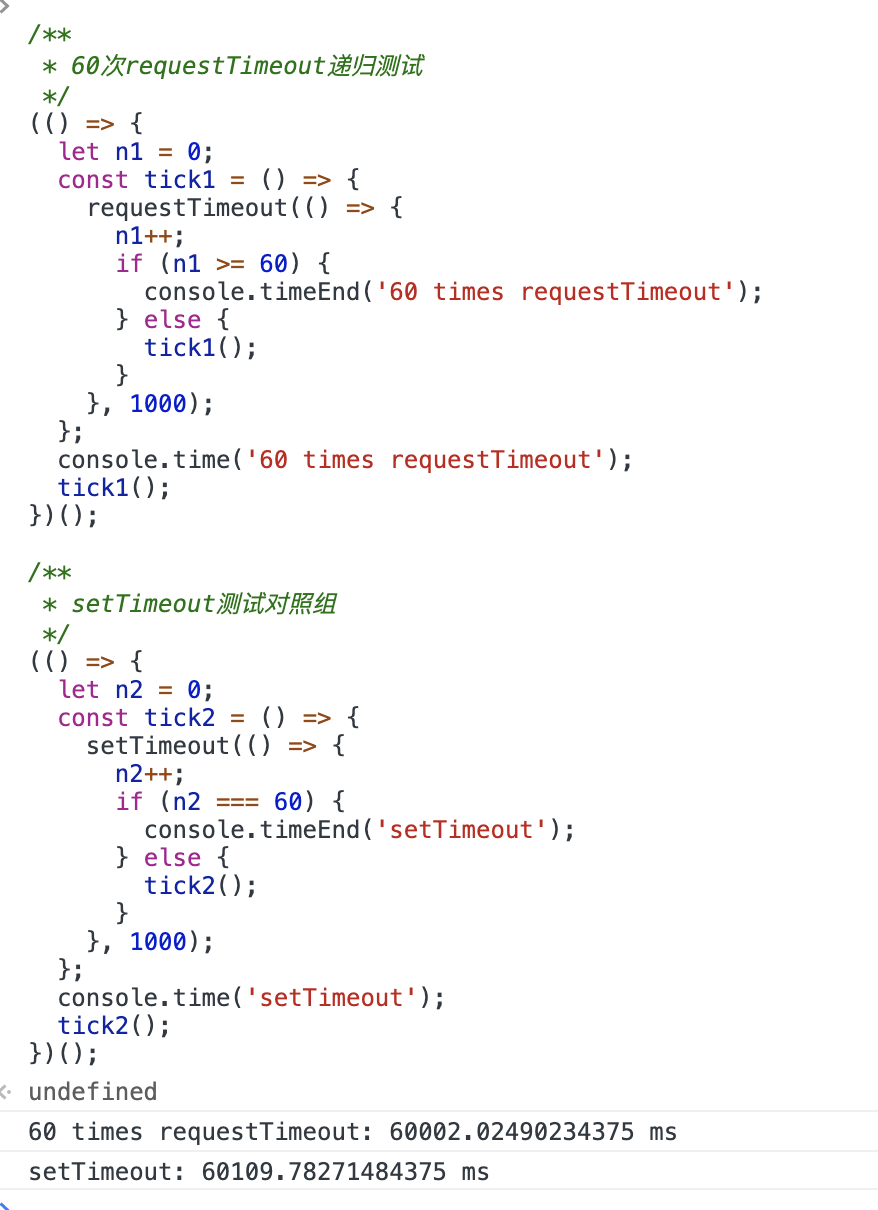 /**
 * 60次requestTimeout递归测试
 */
(() => {
  let n1 = 0;
  const tick1 = () => {
    requestTimeout(() => {
      n1++;
      if (n1 >= 60) {
        console.timeEnd('60 times requestTimeout');
      } else {
        tick1();
      }
    }, 1000);
  };
  console.time('60 times requestTimeout');
  tick1();
})();

/**
 * setTimeout测试对照组
 */
(() => {
  let n2 = 0;
  const tick2 = () => {
    setTimeout(() => {
      n2++;
      if (n2 === 60) {
        console.timeEnd('setTimeout');
      } else {
        tick2();
      }
    }, 1000);
  };
  console.time('setTimeout');
  tick2();
})();
undefined
60 times requestTimeout: 60002.02490234375 ms
setTimeout: 60109.78271484375 ms